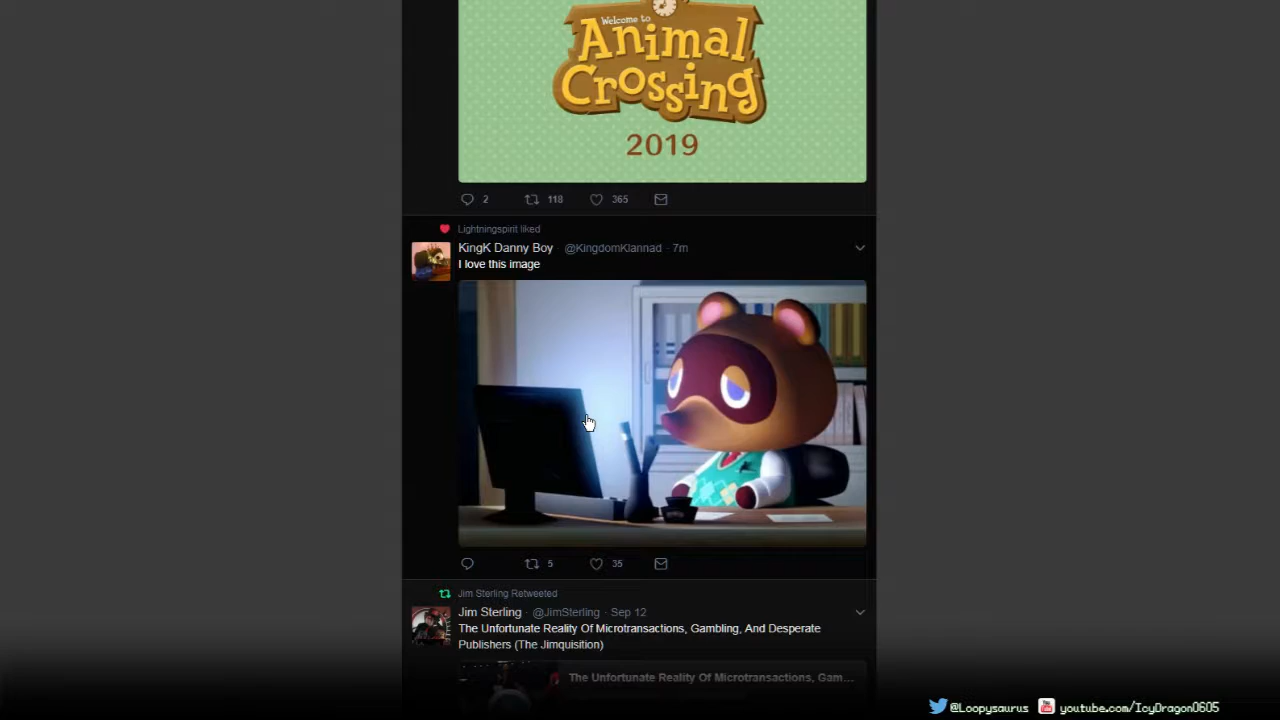 Welcome to
Animal
Crossing
2019
2 118 365
Lightningspirit liked
KingK Danny Boy @KingdomKlannad · 7m
I love this image
5 35
Jim Sterling Retweeted
Jim Sterling @JimSterling · Sep 12
The Unfortunate Reality Of Microtransactions, Gambling, And Desperate
Publishers (The Jimquisition)
The Unfortunate Reality Of Microtransactions, Gam...
@Loopysaurus youtube.com/IcyDragon0605